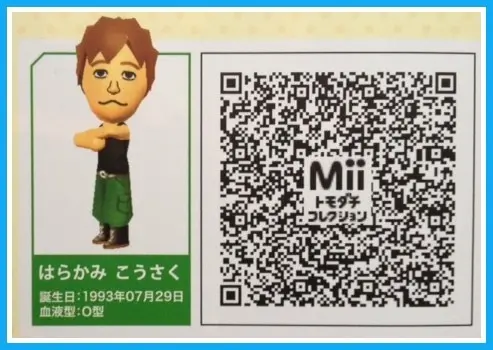 Mii
トモダチ
コレクション
はらかみ こうさく
誕生日:1993年07月29日
血液型:O型